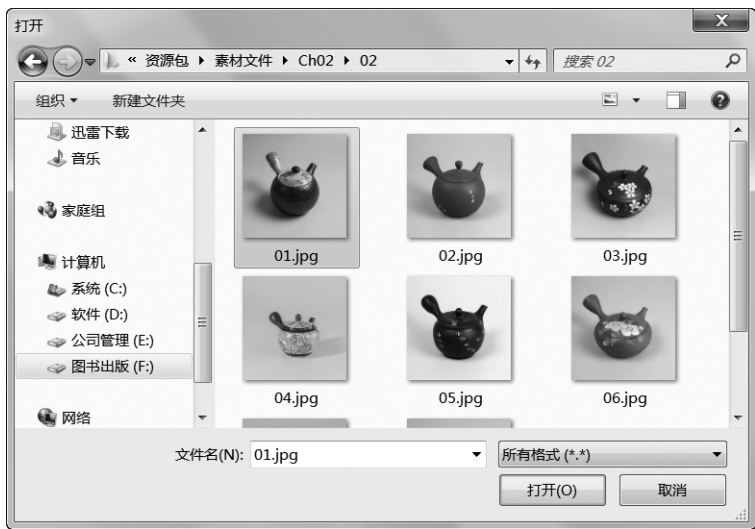 打开
X
« 资源包 ▸ 素材文件 ▸ Ch02 ▸ 02
搜索 02
组织 ▾ 新建文件夹
迅雷下载
音乐
家庭组
计算机
系统 (C:)
软件 (D:)
公司管理 (E:)
图书出版 (F:)
网络
01.jpg 02.jpg 03.jpg
04.jpg 05.jpg 06.jpg
文件名(N): 01.jpg 所有格式 (*.*)
打开(O) 取消